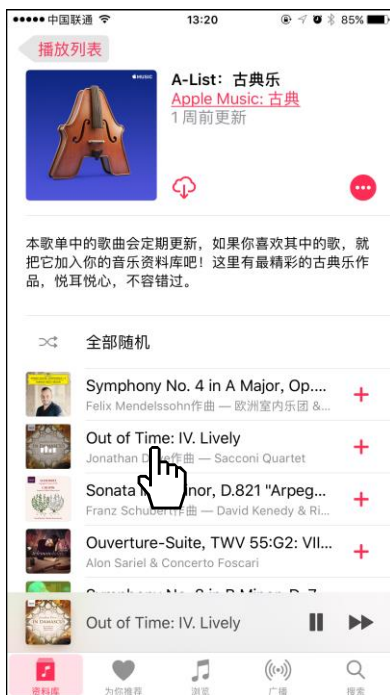 中国联通 13:20 85%
播放列表
MUSIC
A-List：古典乐
Apple Music: 古典
1 周前更新
本歌单中的歌曲会定期更新，如果你喜欢其中的歌，就
把它加入你的音乐资料库吧！这里有最精彩的古典乐作
品，悦耳悦心，不容错过。
全部随机
Symphony No. 4 in A Major, Op....
Felix Mendelssohn作曲 — 欧洲室内乐团 &...
Out of Time: IV. Lively
Jonathan 作曲 — Sacconi Quartet
Sonata in inor, D.821 "Arpeg...
Franz Schubert作曲 — David Kenedy & Ri...
Ouverture-Suite, TWV 55:G2: VII...
Alon Sariel & Concerto Foscari
Out of Time: IV. Lively
资料库 为你推荐 浏览 广播 搜索